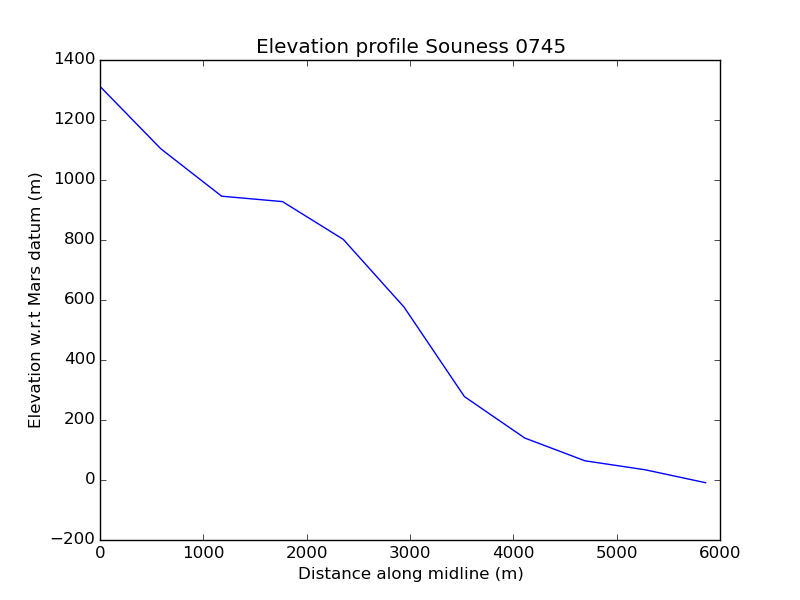 Elevation profile Souness 0745
1400
1200
1000
800
600
400
200
0
−200
Elevation w.r.t Mars datum (m)
0 1000 2000 3000 4000 5000 6000
Distance along midline (m)